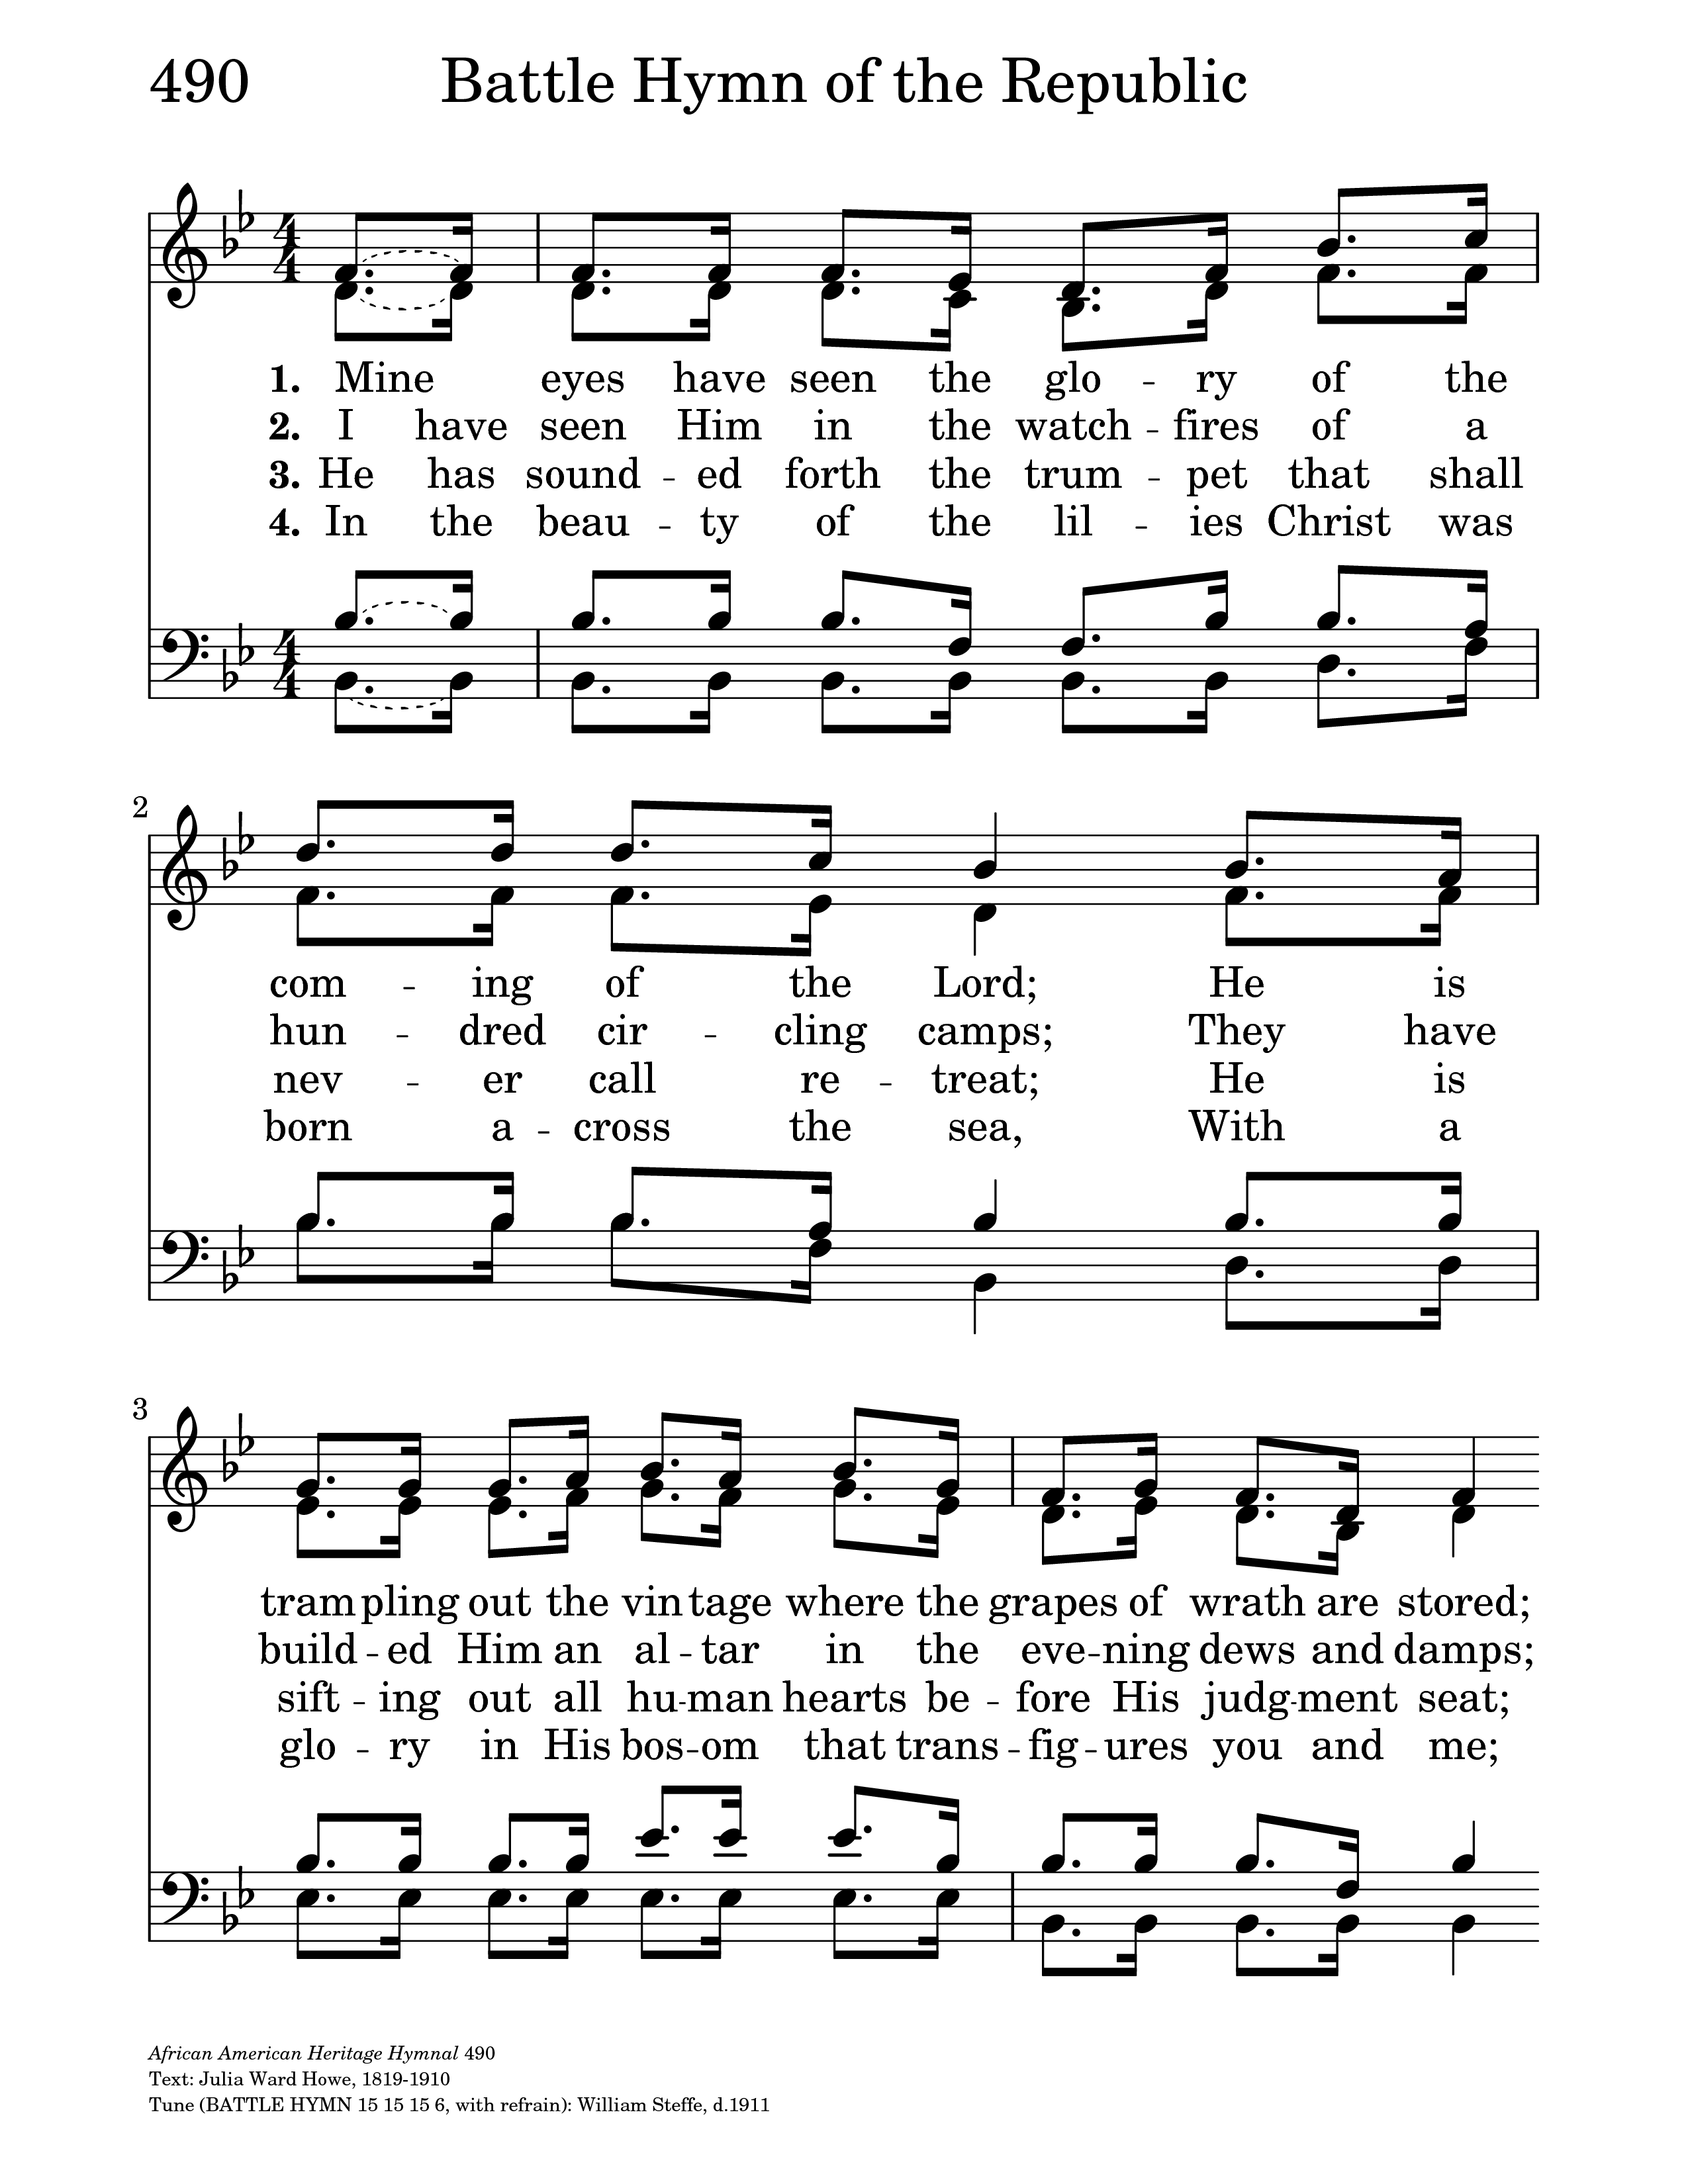 490 Battle Hymn of the Republic
1. Mine eyes have seen the glo - ry of the
2. I have seen Him in the watch - fires of a
3. He has sound - ed forth the trum - pet that shall
4. In the beau - ty of the lil - ies Christ was
2
com - ing of the Lord; He is
hun - dred cir - cling camps; They have
nev - er call re - treat; He is
born a - cross the sea, With a
3
trampling out the vintage where the grapes of wrath are stored;
build - ed Him an al - tar in the eve - ning dews and damps;
sift - ing out all hu - man hearts be - fore His judg - ment seat;
glo - ry in His bos - om that trans - fig - ures you and me;
African American Heritage Hymnal 490
Text: Julia Ward Howe, 1819-1910
Tune (BATTLE HYMN 15 15 15 6, with refrain): William Steffe, d.1911